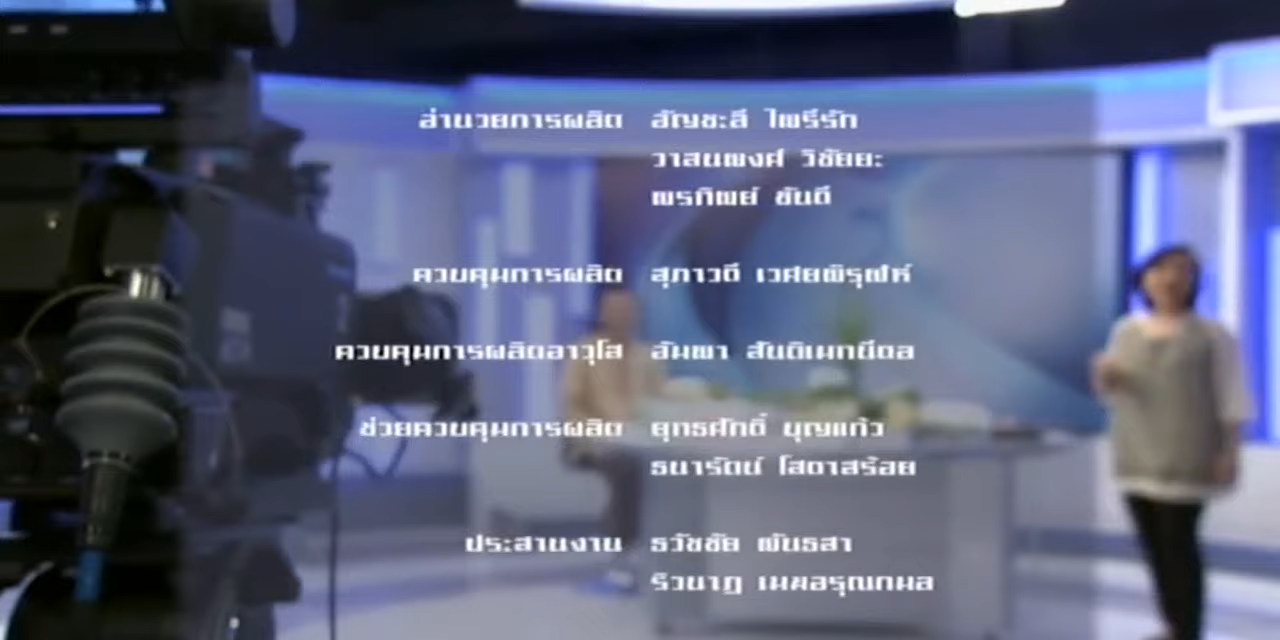 อำนวยการผลิต อัญชะลี ไพรีรัก
วาสนพงศ์ วิชัยยะ
พรทิพย์ ขันดี
ควบคุมการผลิต สุภาวดี เวศยพิรุฬห์
ควบคุมการผลิตอาวุโส อัมพา สันติเมทนีดล
ช่วยควบคุมการผลิต ยุทธศักดิ์ บุญแก้ว
ธนารัตน์ โสดาสร้อย
ประสานงาน ธวัชชัย พันธสา
ริวนาฏ เมฆอรุณกมล